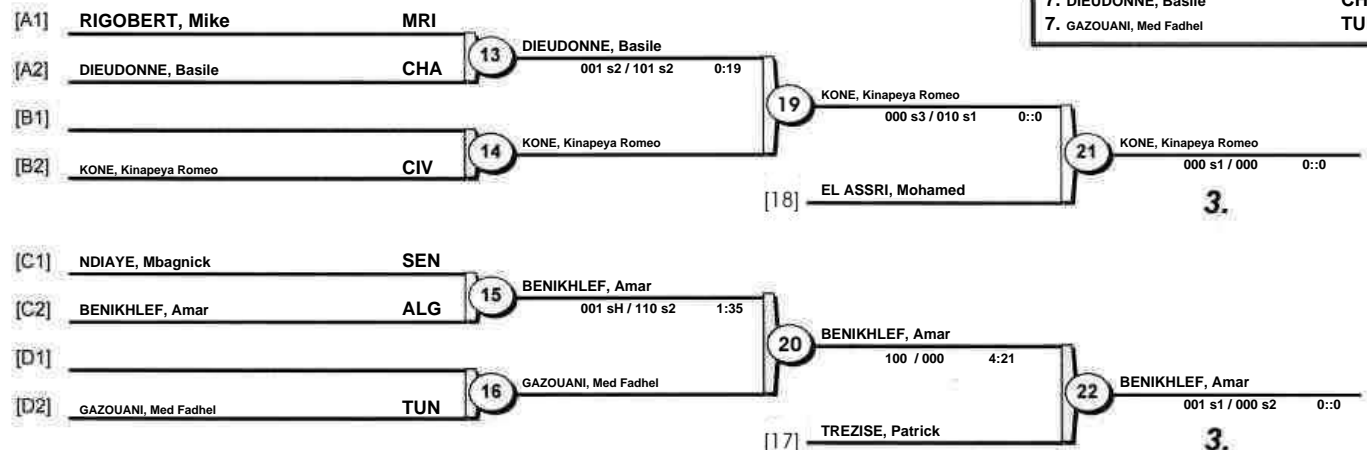 7. DIEUDONNE, Basile
7. GAZOUANI, Med Fadhel TU
[A1] RIGOBERT, Mike MRI
13 DIEUDONNE, Basile
001 s2 / 101 s2 0:19
[A2] DIEUDONNE, Basile CHA
19 KONE, Kinapeya Romeo
000 s3 / 010 s1 0::0
[B1]
14 KONE, Kinapeya Romeo
[B2] KONE, Kinapeya Romeo CIV
21 KONE, Kinapeya Romeo
000 s1 / 000 0::0
[18] EL ASSRI, Mohamed
3.
[C1] NDIAYE, Mbagnick SEN
15 BENIKHLEF, Amar
001 sH / 110 s2 1:35
[C2] BENIKHLEF, Amar ALG
20 BENIKHLEF, Amar
100 / 000 4:21
[D1]
16 GAZOUANI, Med Fadhel
[D2] GAZOUANI, Med Fadhel TUN
22 BENIKHLEF, Amar
001 s1 / 000 s2 0::0
[17] TREZISE, Patrick
3.